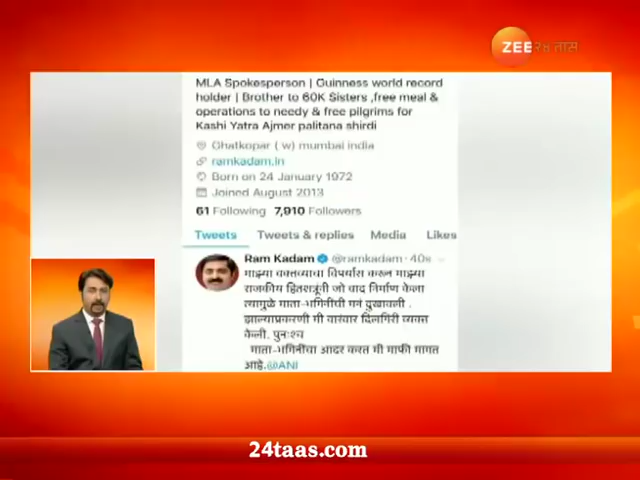 ZEE २४ तास
MLA Spokesperson | Guinness world record
holder | Brother to 60K Sisters ,free meal &
operations to needy & free pilgrims for
Kashi Yatra Ajmer palitana shirdi
Ghatkopar ( w) mumbai india
ramkadam.in
Born on 24 January 1972
Joined August 2013
61 Following 7,910 Followers
Tweets Tweets & replies Media Likes
Ram Kadam @ramkadam · 40s
माझ्या वक्तव्याचा विपर्यास करून माझ्या
राजकीय हितशत्रूंनी जो वाद निर्माण केला
त्यामुळे माता-भगिनींची मनं दुखावली .
झाल्याप्रकरणी मी वारंवार दिलगिरी व्यक्त
केली. पुनःश्च
माता-भगिनींचा आदर करत मी माफी मागत
आहे.@ANI
24taas.com